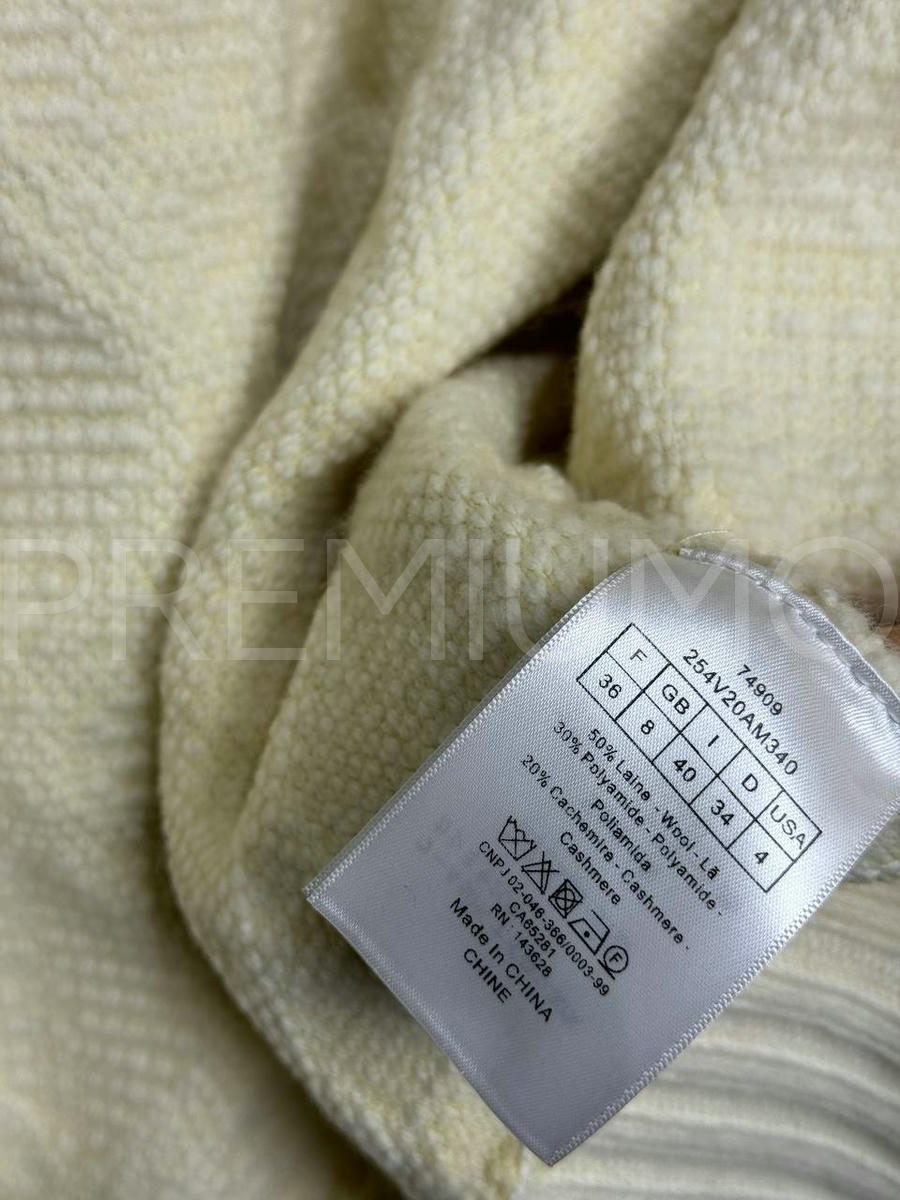 PREMIUMO
74909
254V20AM340
F GB I D USA
36 8 40 34 4
50% Laine - Wool - Lã
30% Polyamide - Polyamide -
Poliamida
20% Cachemire - Cashmere -
Cashmere
F
CNPJ 02-046-366/0003-99
CA65281
RN : 143628
Made In CHINA
CHINE